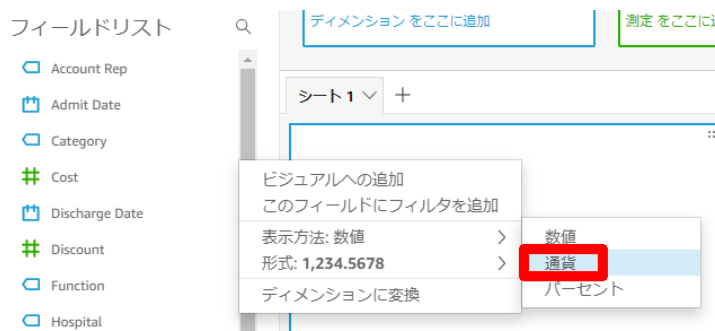 フィールドリスト
Account Rep
Admit Date
Category
Cost
Discharge Date
Discount
Function
Hospital
ディメンション をここに追加
測定 をここに
シート 1
ビジュアルへの追加
このフィールドにフィルタを追加
表示方法: 数値
形式: 1,234.5678
ディメンションに変換
数値
通貨
パーセント